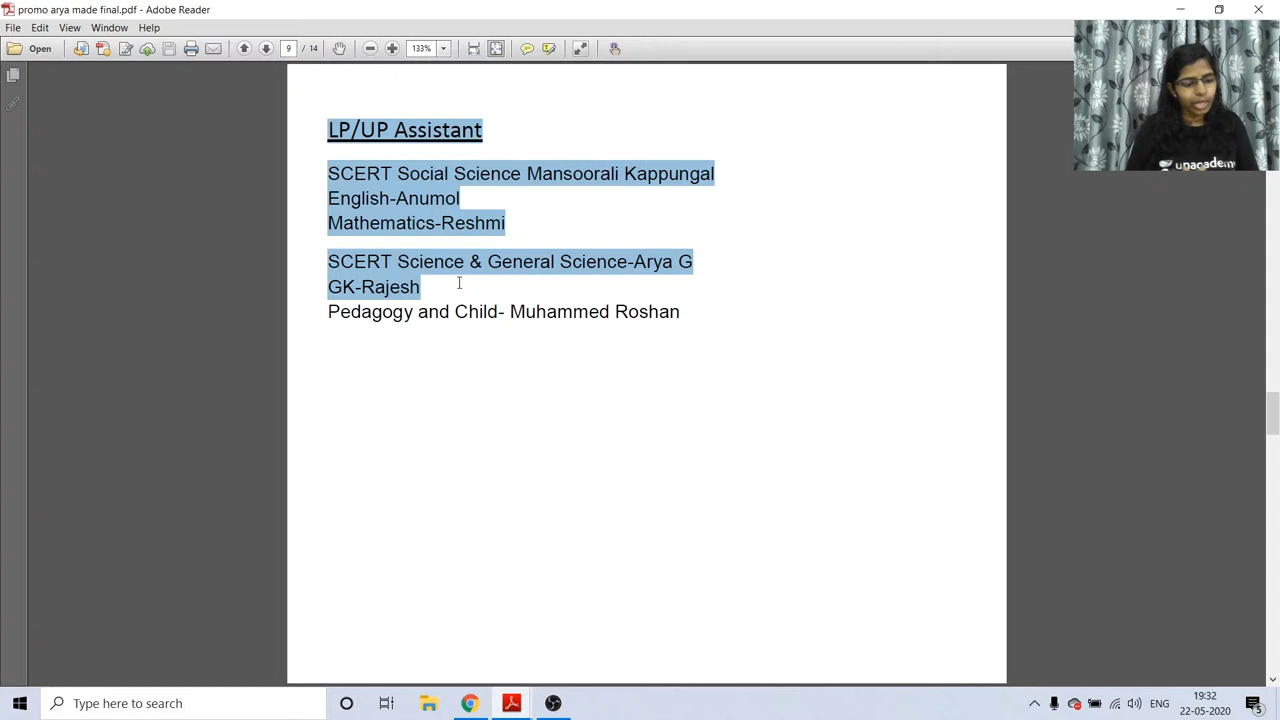 promo arya made final.pdf - Adobe Reader
File Edit View Window Help
Open 9 / 14 133%
LP/UP Assistant
SCERT Social Science Mansoorali Kappungal
English-Anumol
Mathematics-Reshmi
SCERT Science & General Science-Arya G
GK-Rajesh
Pedagogy and Child- Muhammed Roshan
unacademy
Type here to search
ENG
19:32
22-05-2020
5